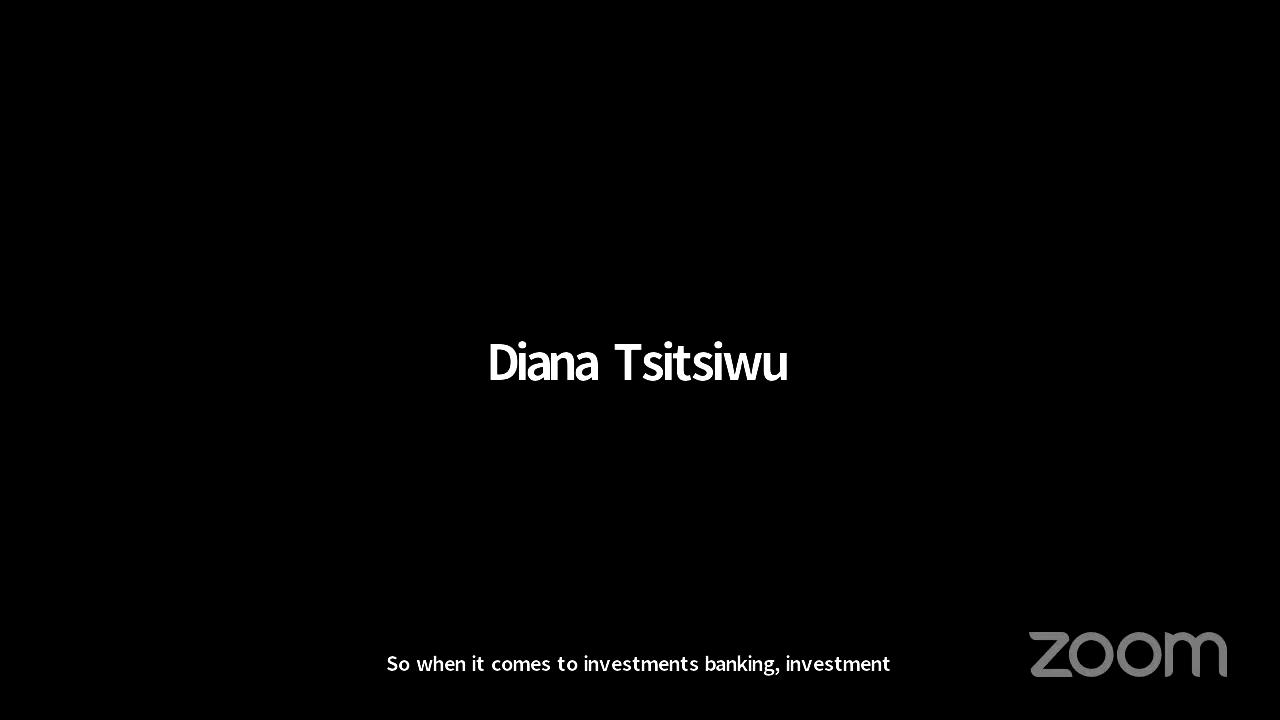 Diana Tsitsiwu
So when it comes to investments banking, investment
zoom